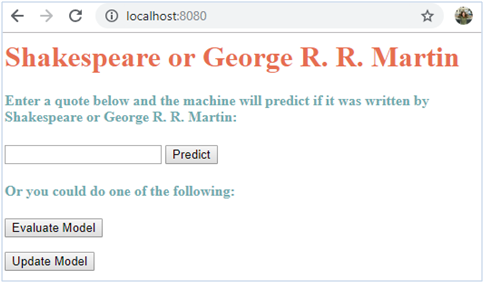 localhost:8080
Shakespeare or George R. R. Martin
Enter a quote below and the machine will predict if it was written by
Shakespeare or George R. R. Martin:
Predict
Or you could do one of the following:
Evaluate Model
Update Model